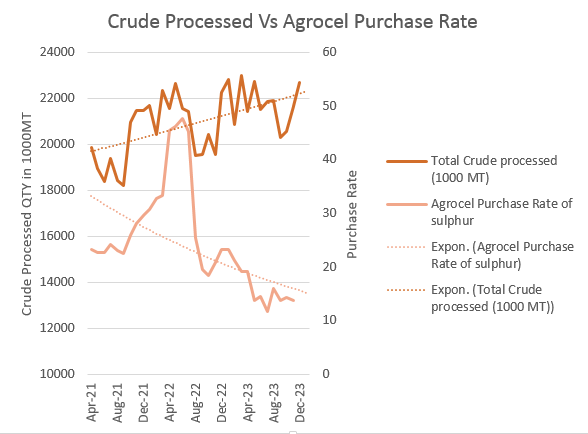 Crude Processed Vs Agrocel Purchase Rate
24000
22000
20000
18000
16000
14000
13000
10000
Crude Processed QTY in 1000MT
60
50
40
30
20
10
0
Purchase Rate
Apr-21
Aug-21
Dec-21
Apr-22
Aug-22
Dec-22
Apr-23
Aug-23
Dec-23
Total Crude processed
(1000 MT)
Agrocel Purchase Rate of
sulphur
Expon. (Agrocel Purchase
Rate of sulphur)
Expon. (Total Crude
processed (1000 MT))